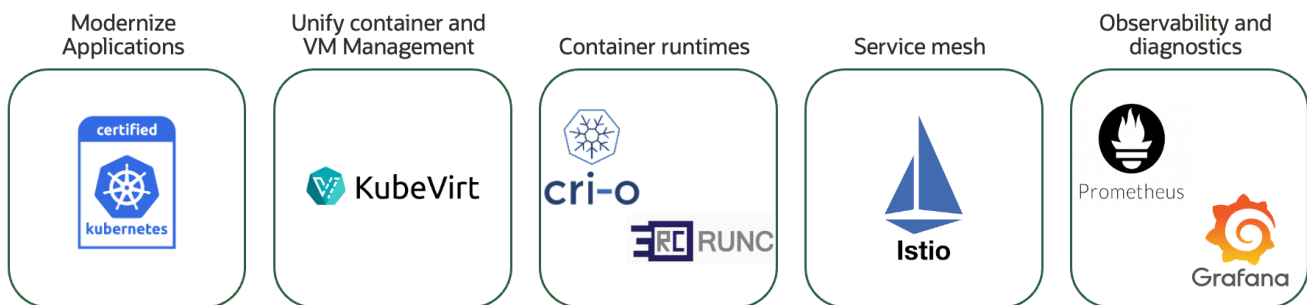 Modernize
Applications
Unify container and
VM Management
Container runtimes
Service mesh
Observability and
diagnostics
certified
kubernetes
KubeVirt
cri-o
RC RUNC
Istio
Prometheus
Grafana